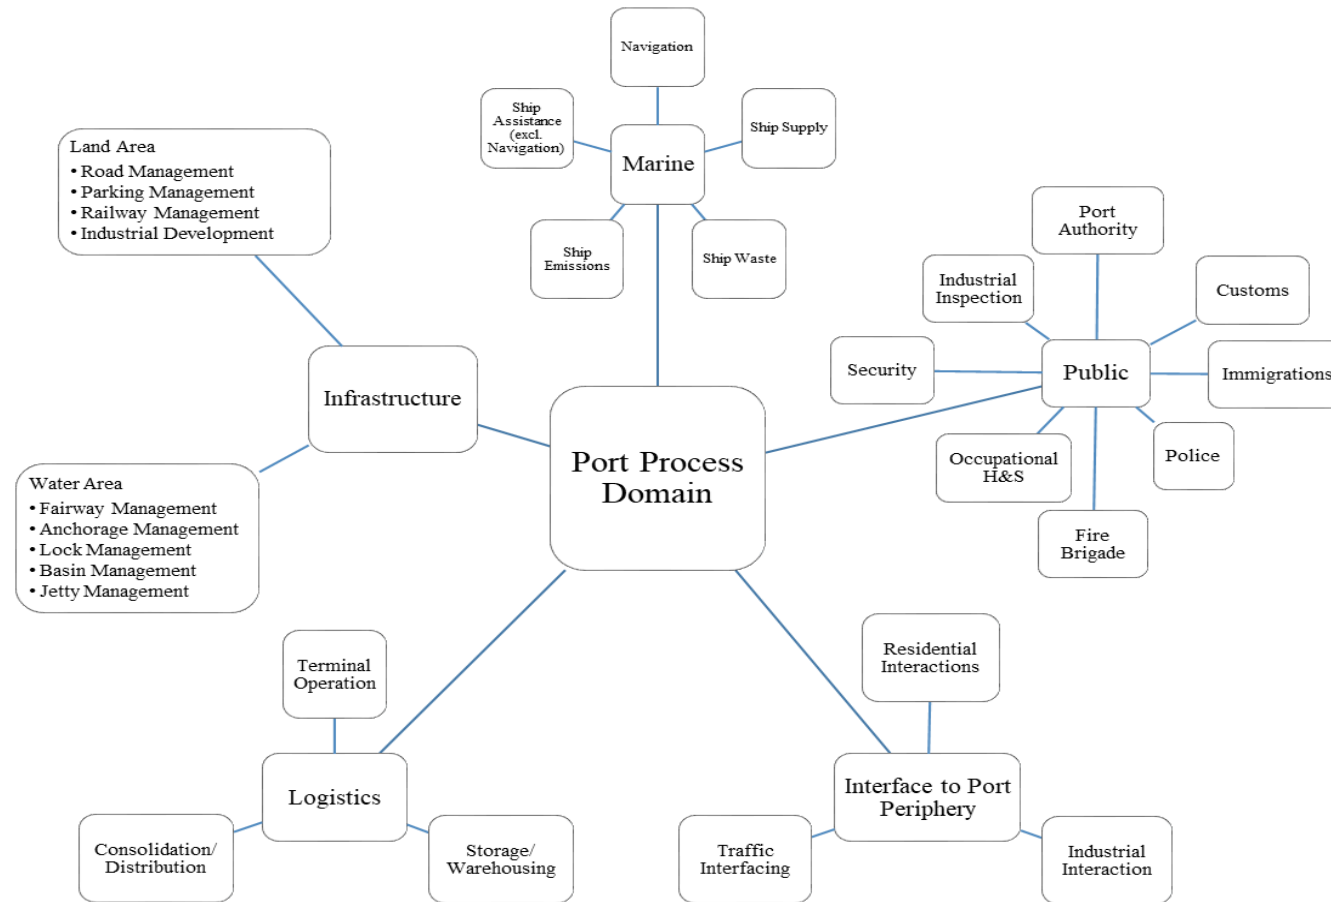 Navigation
Ship
Assistance
(excl.
Navigation)
Ship Supply
Marine
Ship
Emissions
Ship Waste
Land Area
• Road Management
• Parking Management
• Railway Management
• Industrial Development
Port
Authority
Industrial
Inspection
Customs
Security
Public
Immigrations
Occupational
H&S
Police
Fire
Brigade
Infrastructure
Port Process
Domain
Water Area
• Fairway Management
• Anchorage Management
• Lock Management
• Basin Management
• Jetty Management
Terminal
Operation
Logistics
Consolidation/
Distribution
Storage/
Warehousing
Residential
Interactions
Interface to Port
Periphery
Traffic
Interfacing
Industrial
Interaction